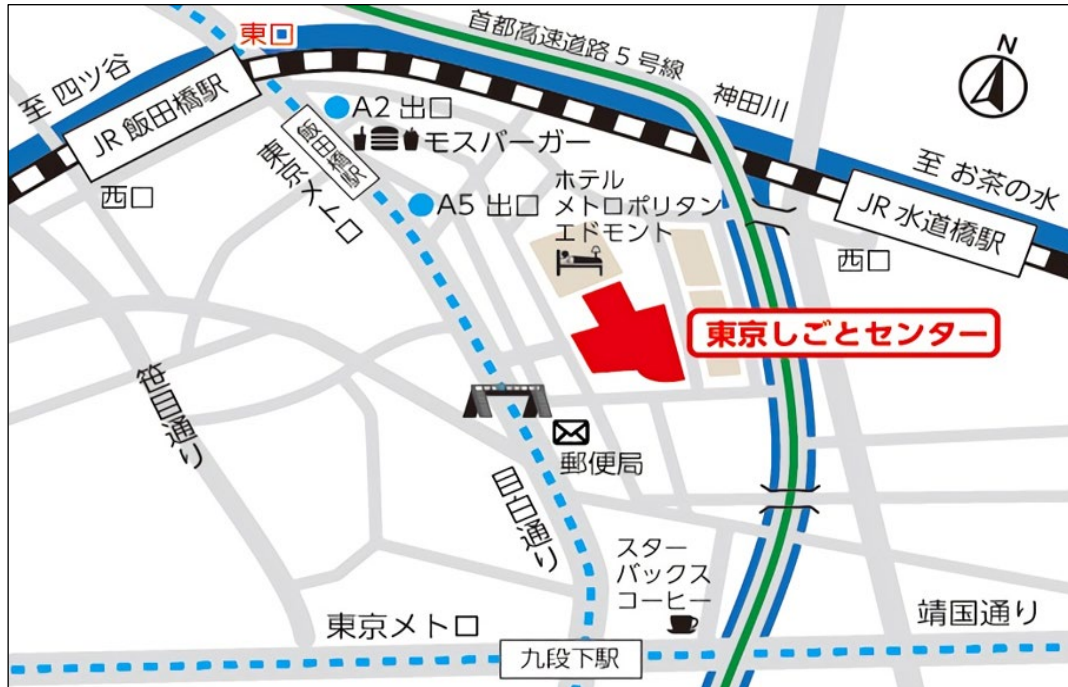 東口
首都高速道路 5 号線
N
至 四ツ谷
JR 飯田橋駅
神田川
A2 出口
モスバーガー
飯田橋駅
東京メトロ
至 お茶の水
西口
A5 出口
ホテル
メトロポリタン
エドモント
JR 水道橋駅
西口
東京しごとセンター
笹目通り
郵便局
目白通り
スター
バックス
コーヒー
東京メトロ
靖国通り
九段下駅